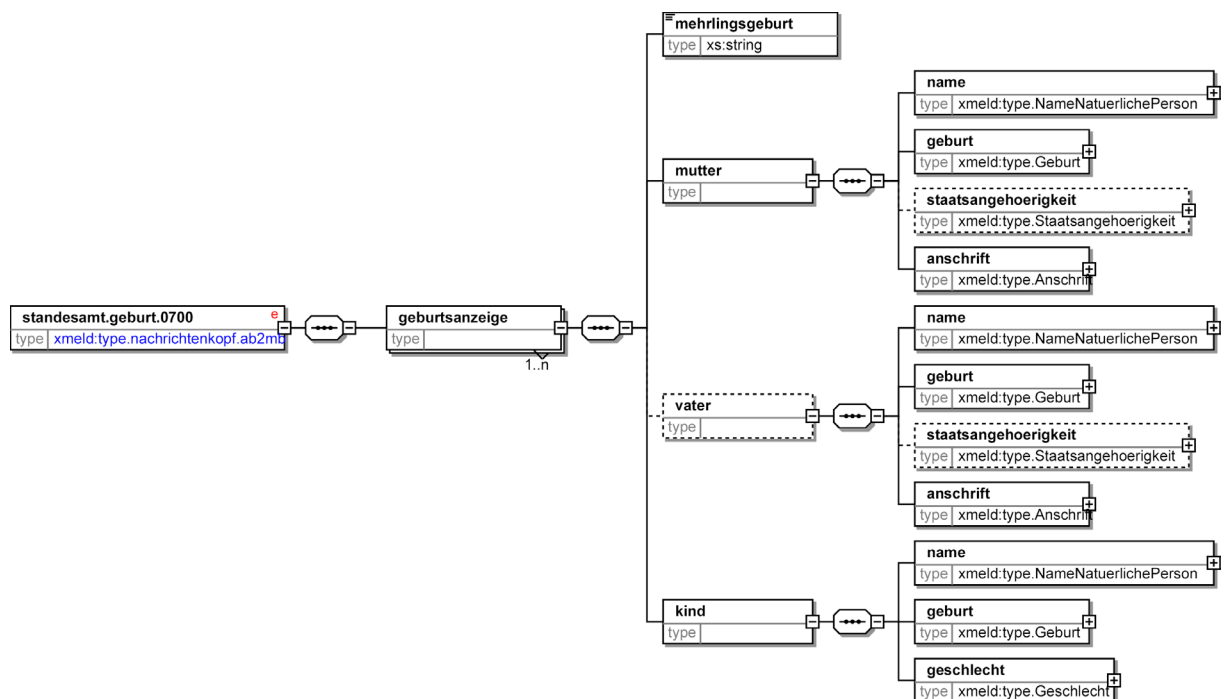 standesamt.geburt.0700 e
type xmeld:type.nachrichtenkopf.ab2mb
geburtsanzeige
type
1..n
mehrlingsgeburt
type xs:string
mutter
type
name
type xmeld:type.NameNatuerlichePerson
geburt
type xmeld:type.Geburt
staatsangehoerigkeit
type xmeld:type.Staatsangehoerigkeit
anschrift
type xmeld:type.Anschrift
vater
type
name
type xmeld:type.NameNatuerlichePerson
geburt
type xmeld:type.Geburt
staatsangehoerigkeit
type xmeld:type.Staatsangehoerigkeit
anschrift
type xmeld:type.Anschrift
kind
type
name
type xmeld:type.NameNatuerlichePerson
geburt
type xmeld:type.Geburt
geschlecht
type xmeld:type.Geschlecht